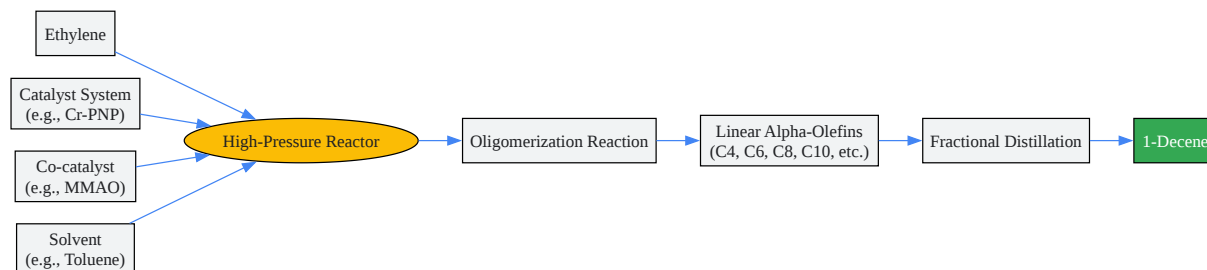 Ethylene
Catalyst System
(e.g., Cr-PNP)
Co-catalyst
(e.g., MMAO)
Solvent
(e.g., Toluene)
High-Pressure Reactor
Oligomerization Reaction
Linear Alpha-Olefins
(C4, C6, C8, C10, etc.)
Fractional Distillation
1-Decene